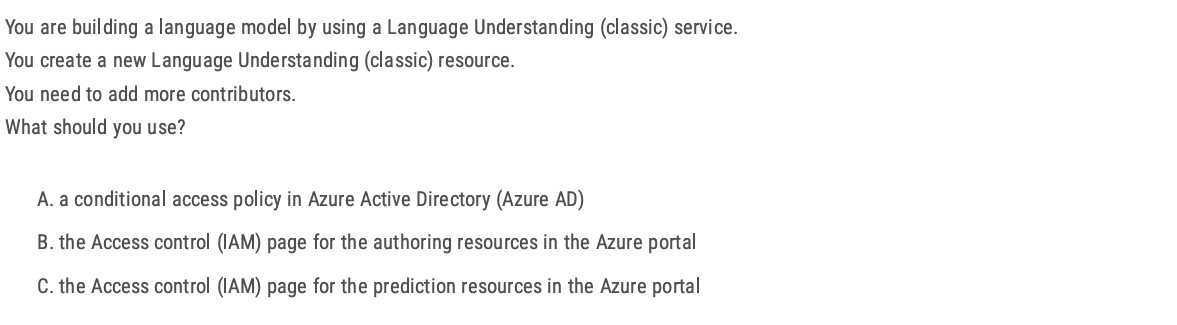 You are building a language model by using a Language Understanding (classic) service.
You create a new Language Understanding (classic) resource.
You need to add more contributors.
What should you use?
A. a conditional access policy in Azure Active Directory (Azure AD)
B. the Access control (IAM) page for the authoring resources in the Azure portal
C. the Access control (IAM) page for the prediction resources in the Azure portal